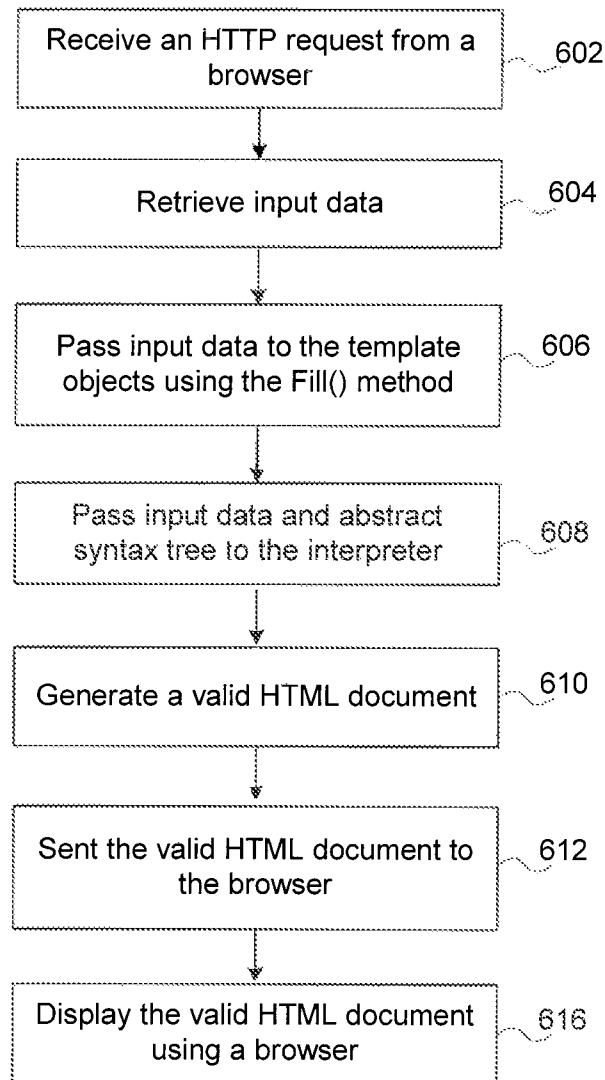 Receive an HTTP request from a
browser
602
Retrieve input data
604
Pass input data to the template
objects using the Fill() method
606
Pass input data and abstract
syntax tree to the interpreter
608
Generate a valid HTML document
610
Sent the valid HTML document to
the browser
612
Display the valid HTML document
using a browser
616